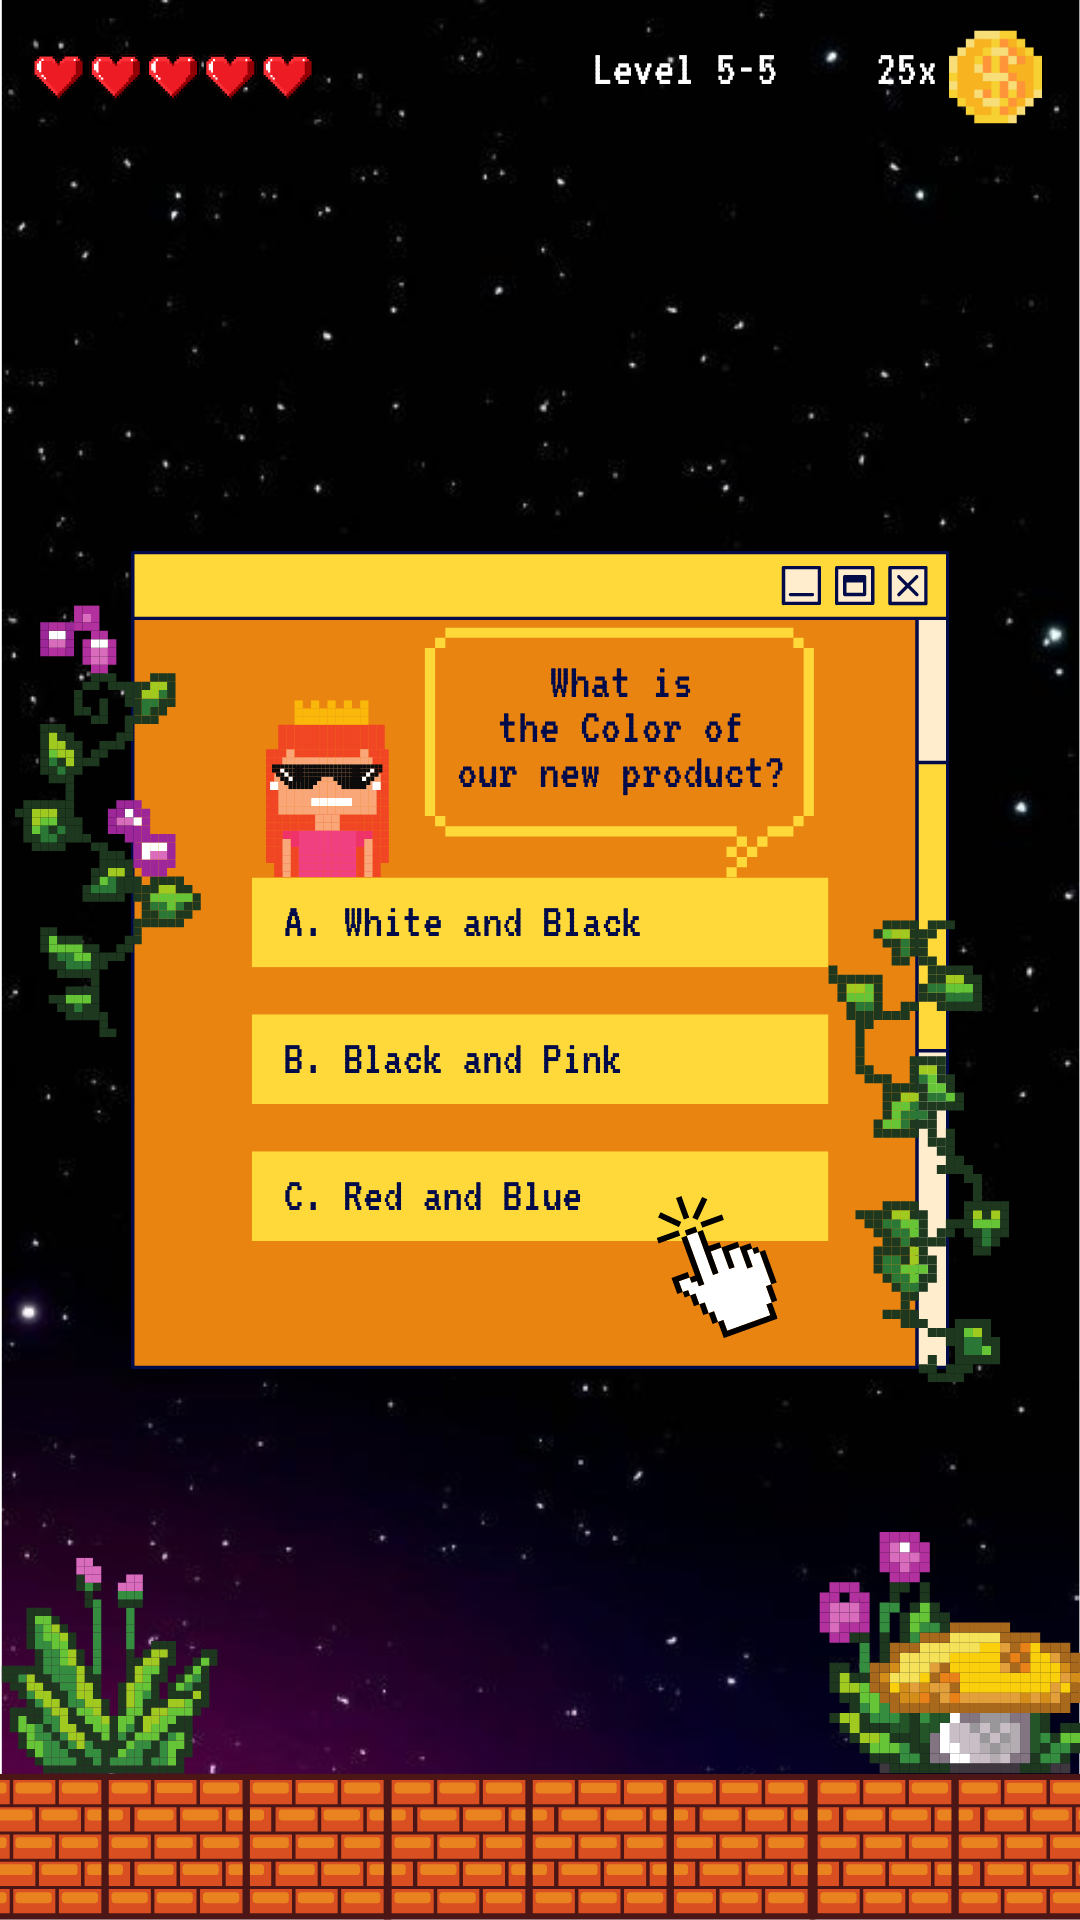 Level 5-5 25x
What is
the Color of
our new product?
A. White and Black
B. Black and Pink
C. Red and Blue